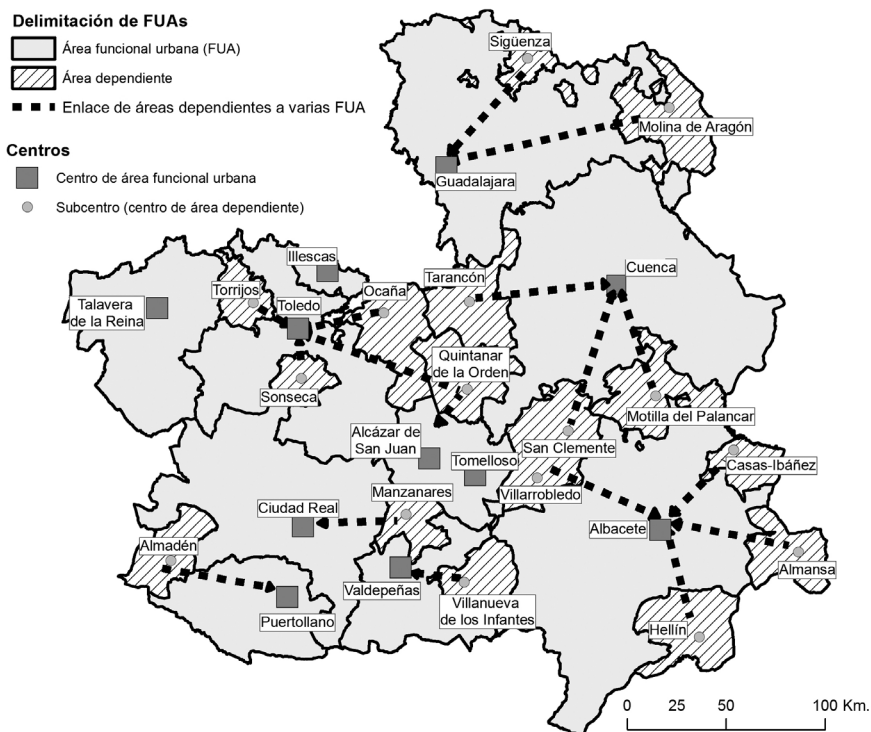 Delimitación de FUAs
Área funcional urbana (FUA)
Área dependiente
Enlace de áreas dependientes a varias FUA
Centros
Centro de área funcional urbana
Subcentro (centro de área dependiente)
Sigüenza
Molina de Aragón
Guadalajara
Illescas
Cuenca
Tarancón
Torrijos
Ocaña
Toledo
Talavera
de la Reina
Quintanar
de la Orden
Sonseca
Motilla del Palancar
Alcázar de
San Juan
San Clemente
Tomelloso
Casas-Ibáñez
Manzanares
Villarrobledo
Ciudad Real
Albacete
Almadén
Almansa
Valdepeñas
Villanueva
de los Infantes
Puertollano
Hellín
0 25 50 100 Km.